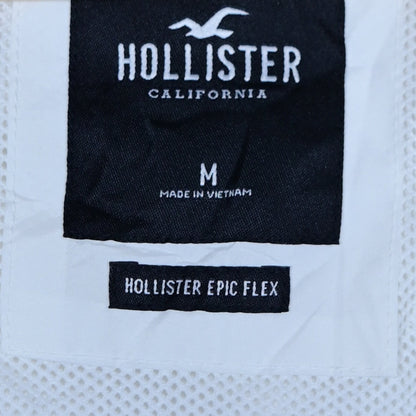 HOLLISTER
CALIFORNIA
M
MADE IN VIETNAM
HOLLISTER EPIC FLEX